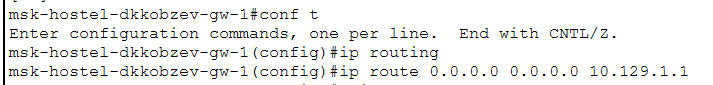 msk-hostel-dkkobzev-gw-1#conf t
Enter configuration commands, one per line.  End with CNTL/Z.
msk-hostel-dkkobzev-gw-1(config)#ip routing
msk-hostel-dkkobzev-gw-1(config)#ip route 0.0.0.0 0.0.0.0 10.129.1.1